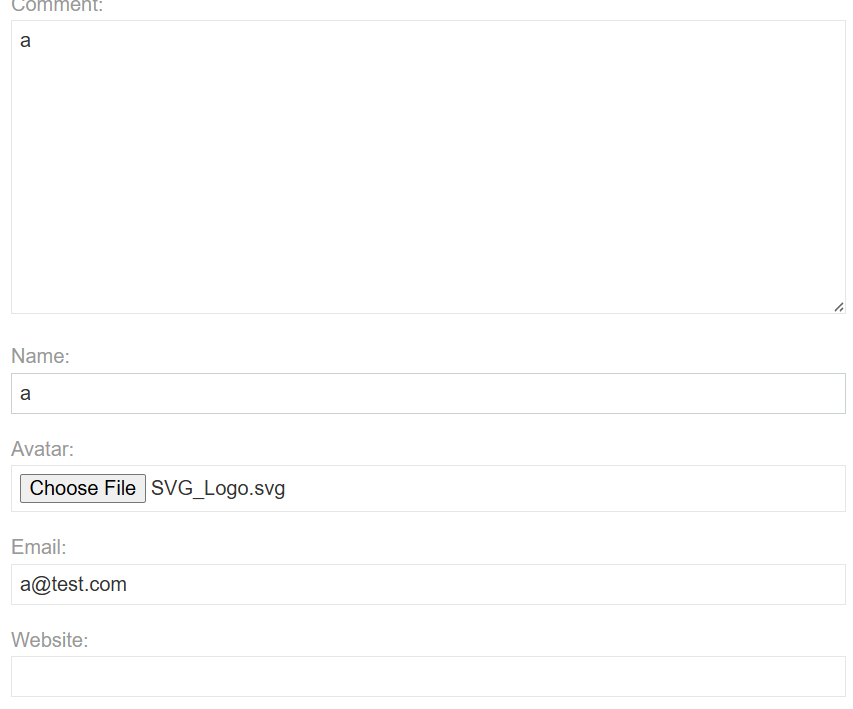 Comment:
a
Name:
a
Avatar:
Choose File SVG_Logo.svg
Email:
a@test.com
Website: